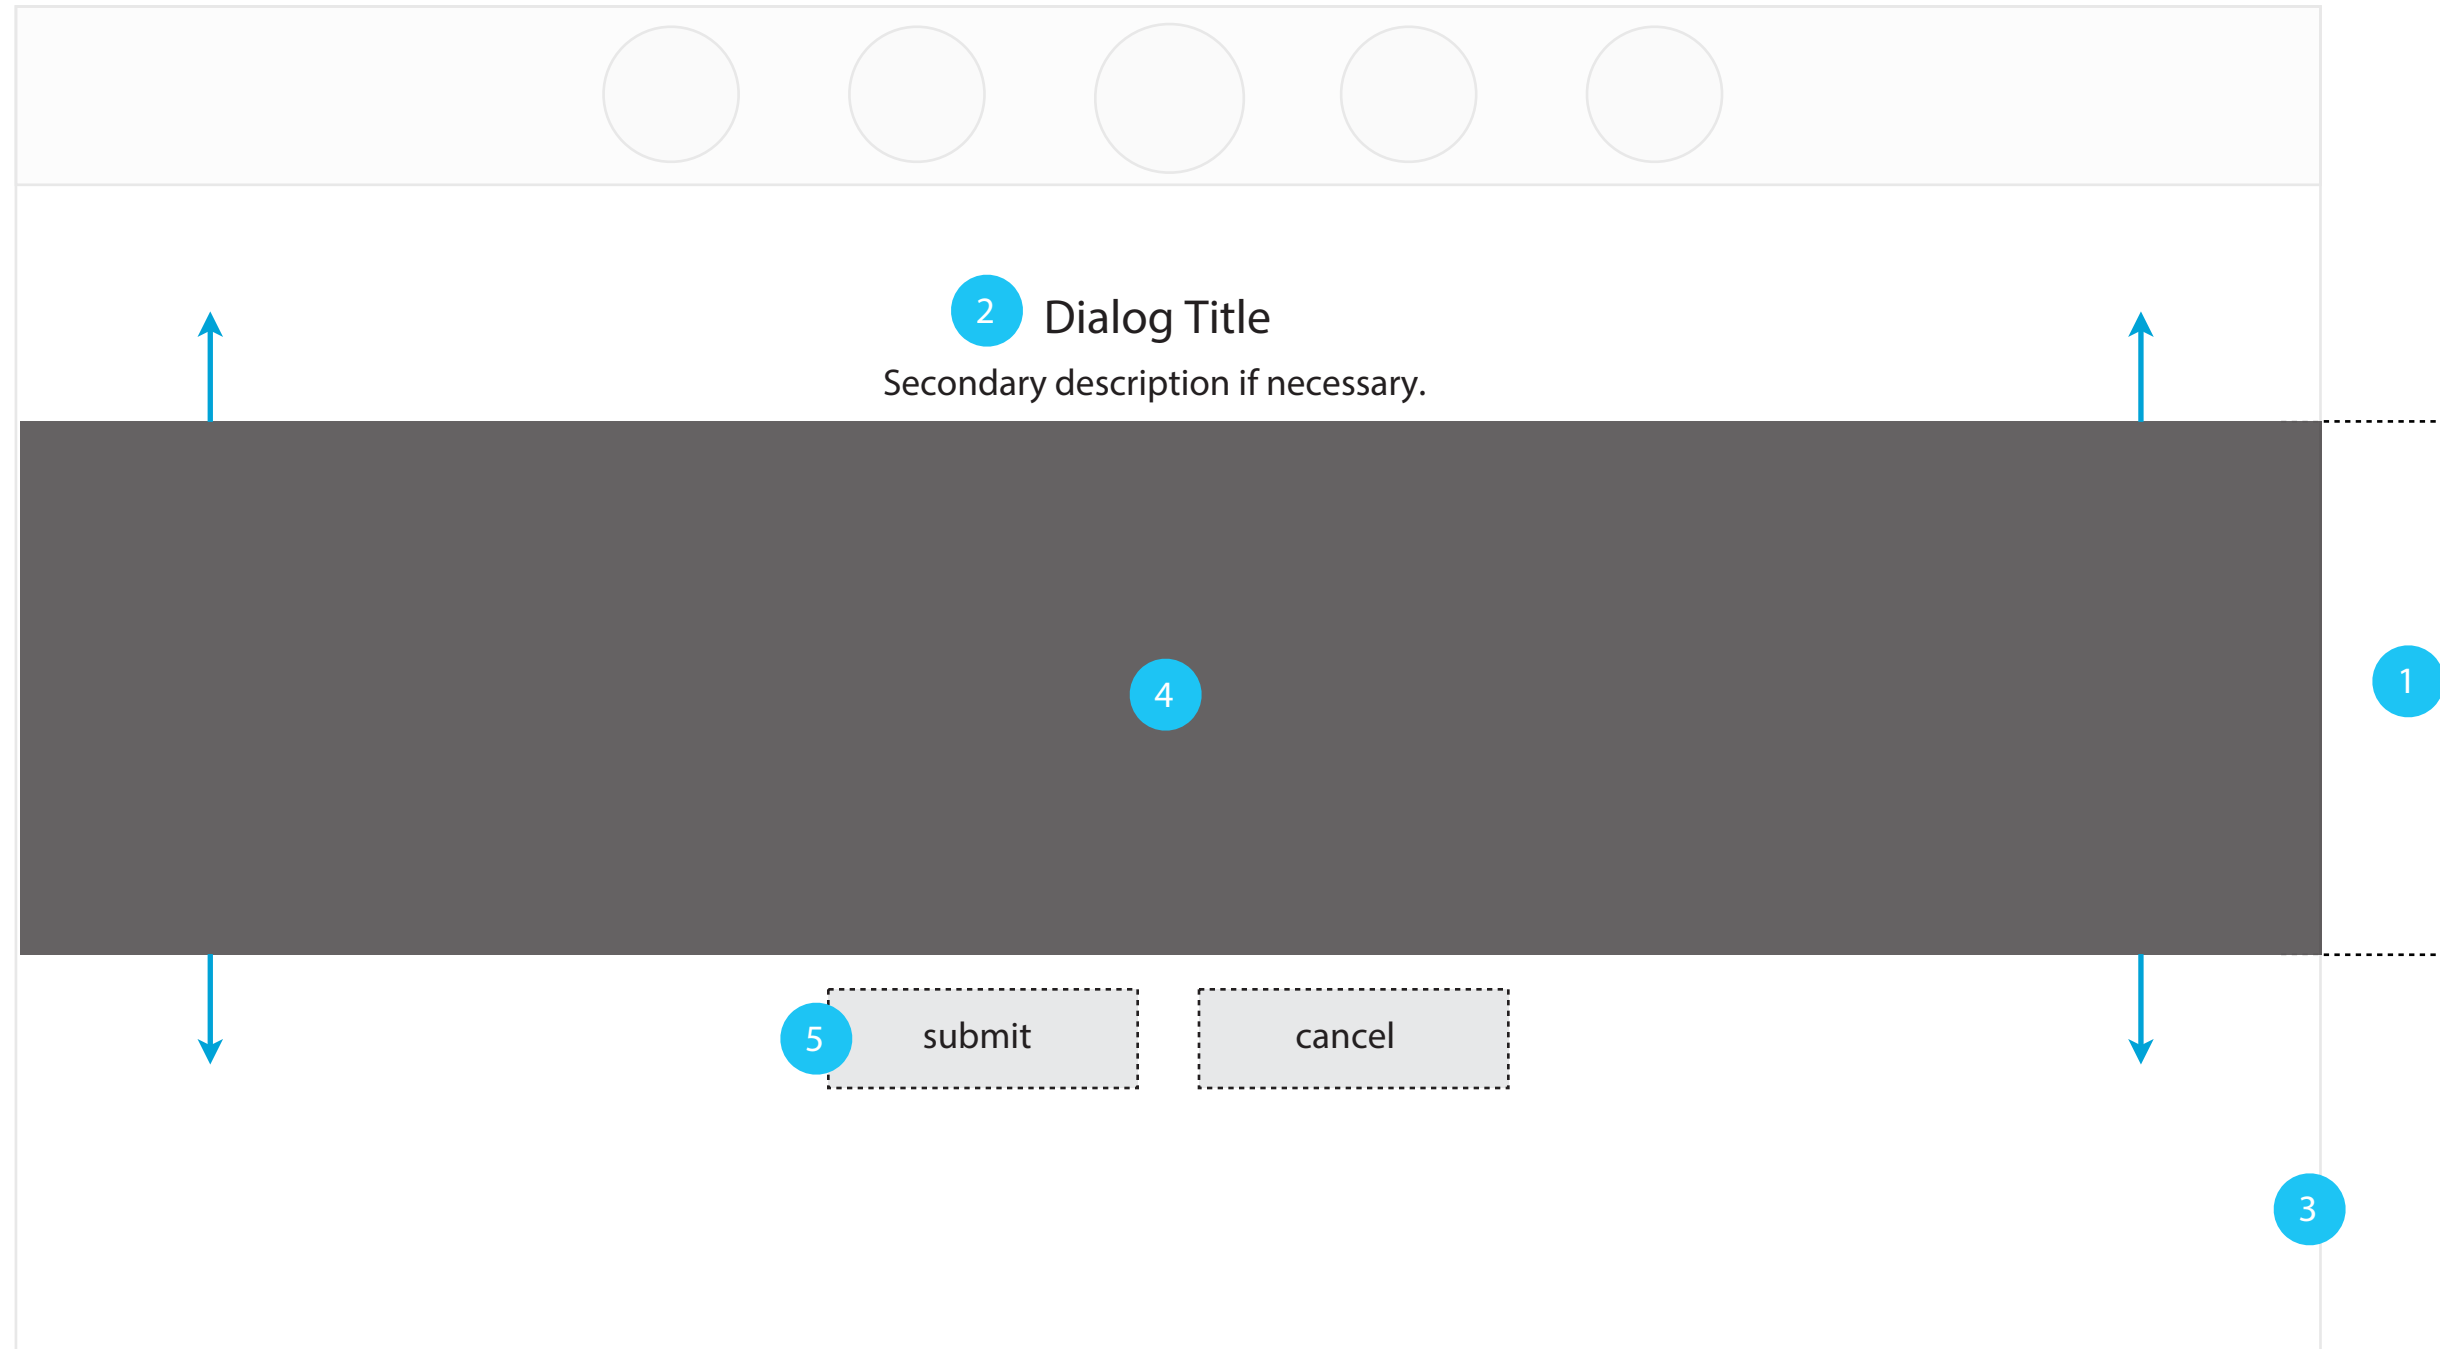 2 Dialog Title
Secondary description if necessary.
4
1
5 submit cancel
3